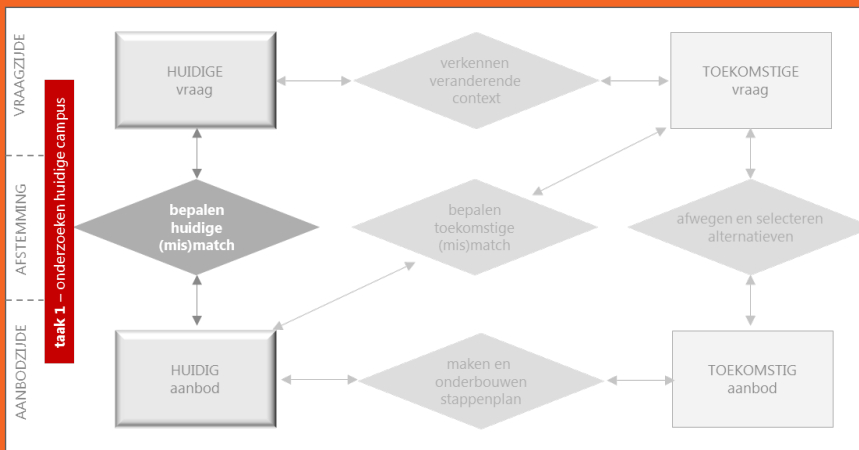 VRAAGZIJDE
AFSTEMMING
AANBODZIJDE
taak 1 – onderzoeken huidige campus
HUIDIGE
vraag
verkennen
veranderende
context
TOEKOMSTIGE
vraag
bepalen
huidige
(mis)match
bepalen
toekomstige
(mis)match
afwegen en selecteren
alternatieven
HUIDIG
aanbod
maken en
onderbouwen
stappenplan
TOEKOMSTIG
aanbod